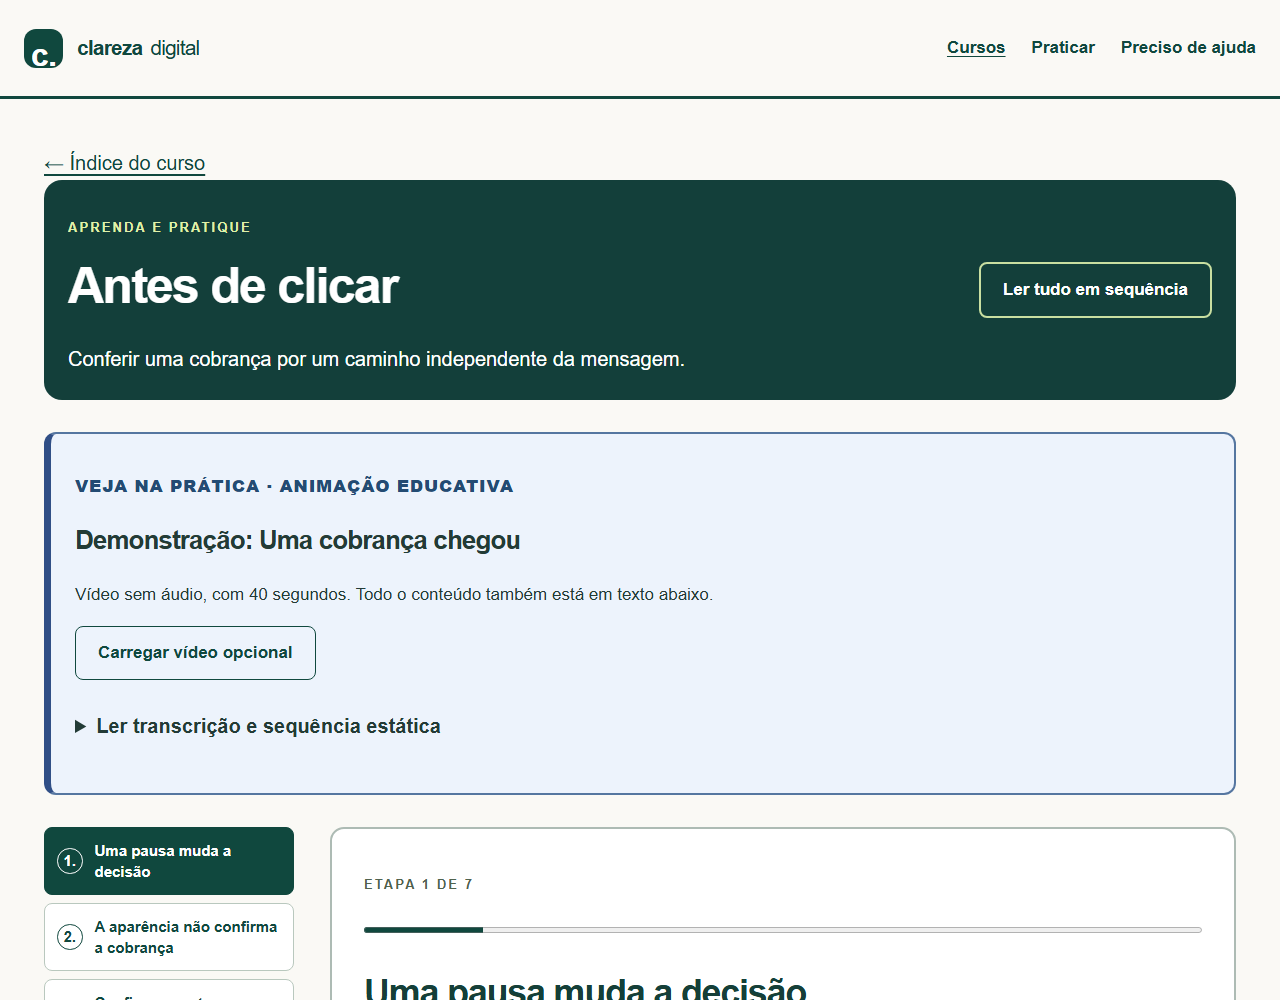 c. clareza digital
Cursos Praticar Preciso de ajuda
← Índice do curso
APRENDA E PRATIQUE
Antes de clicar
Ler tudo em sequência
Conferir uma cobrança por um caminho independente da mensagem.
VEJA NA PRÁTICA · ANIMAÇÃO EDUCATIVA
Demonstração: Uma cobrança chegou
Vídeo sem áudio, com 40 segundos. Todo o conteúdo também está em texto abaixo.
Carregar vídeo opcional
Ler transcrição e sequência estática
1. Uma pausa muda a
decisão
2. A aparência não confirma
a cobrança
ETAPA 1 DE 7
Uma pausa muda a decisão